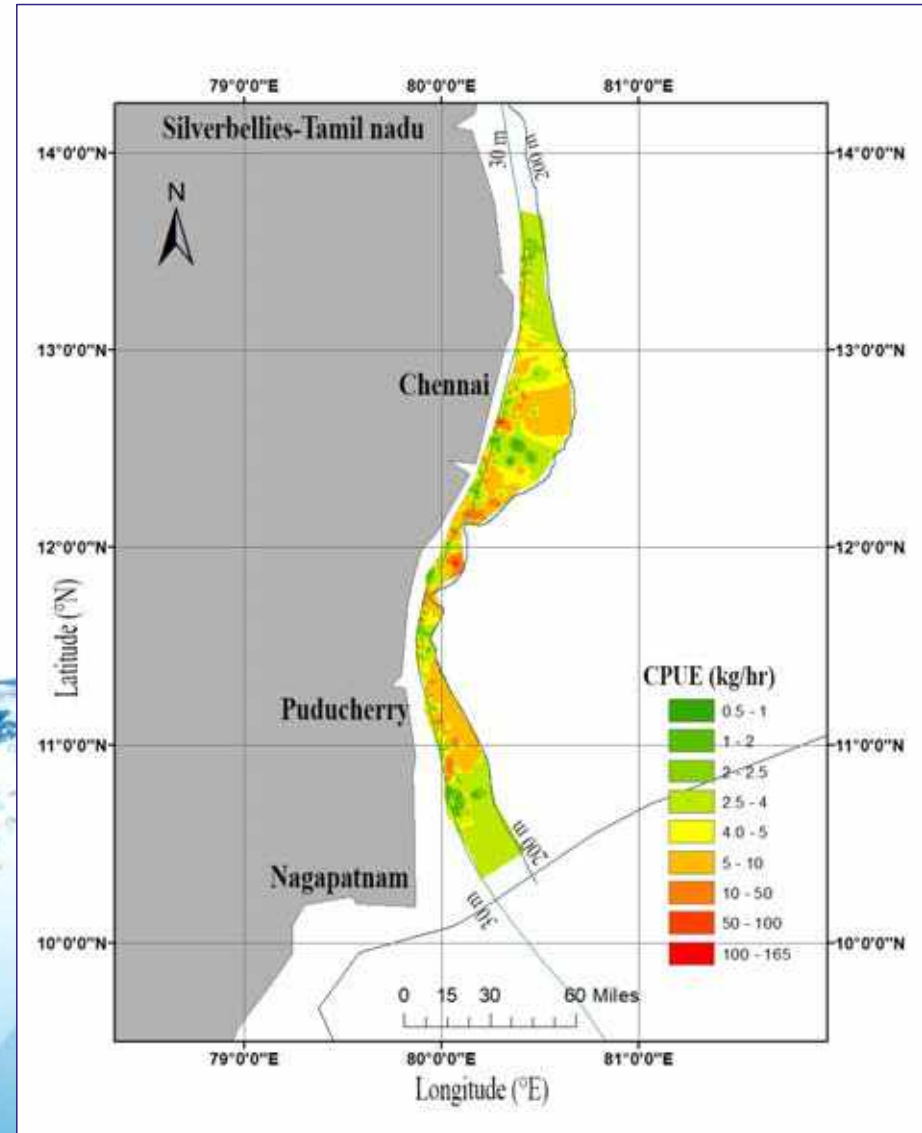 79°0'0"E 80°0'0"E 81°0'0"E
Silverbellies-Tamil nadu
14°0'0"N 14°0'0"N
30 m
200 m
N
13°0'0"N 13°0'0"N
Chennai
12°0'0"N 12°0'0"N
Latitude (°N)
CPUE (kg/hr)
0.5 - 1
1 - 2
2 - 2.5
2.5 - 4
4.0 - 5
5 - 10
10 - 50
50 - 100
100 - 165
Puducherry
11°0'0"N 11°0'0"N
200 m
Nagapatnam
30 m
10°0'0"N 10°0'0"N
0 15 30 60 Miles
79°0'0"E 80°0'0"E 81°0'0"E
Longitude (°E)